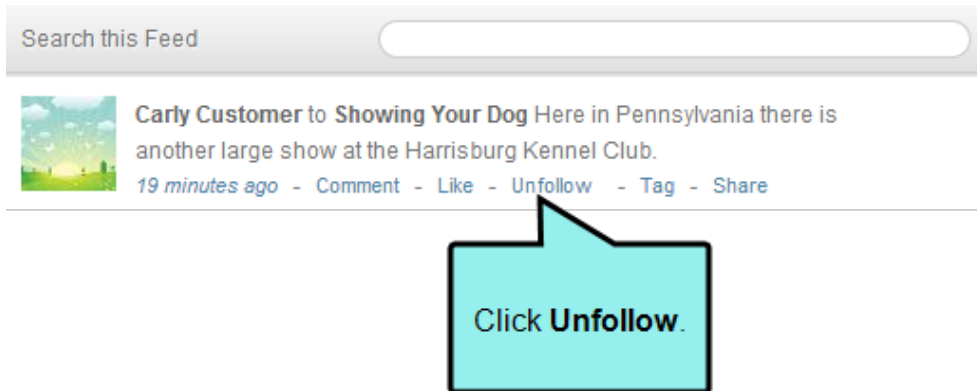 Search this Feed
Carly Customer to Showing Your Dog Here in Pennsylvania there is
another large show at the Harrisburg Kennel Club.
19 minutes ago - Comment - Like - Unfollow - Tag - Share
Click Unfollow.